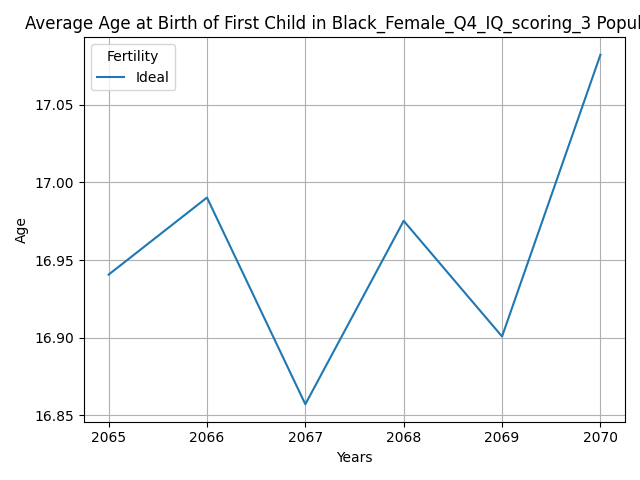 Average Age at Birth of First Child in Black_Female_Q4_IQ_scoring_3 Popul
Fertility
Ideal
17.05
17.00
16.95
16.90
16.85
Age
2065 2066 2067 2068 2069 2070
Years